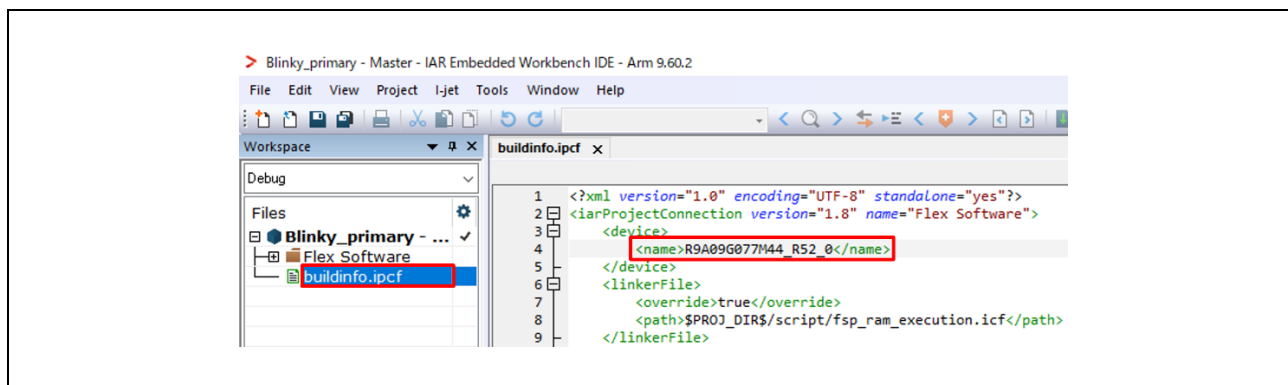 Blinky_primary - Master - IAR Embedded Workbench IDE - Arm 9.60.2
File Edit View Project I-jet Tools Window Help
Workspace
buildinfo.ipcf
Debug
Files
Blinky_primary - ...
Flex Software
buildinfo.ipcf
1 <?xml version="1.0" encoding="UTF-8" standalone="yes"?>
2 <iarProjectConnection version="1.8" name="Flex Software">
3 <device>
4 <name>R9A09G077M44_R52_0</name>
5 </device>
6 <linkerFile>
7 <override>true</override>
8 <path>$PROJ_DIR$/script/fsp_ram_execution.icf</path>
9 </linkerFile>